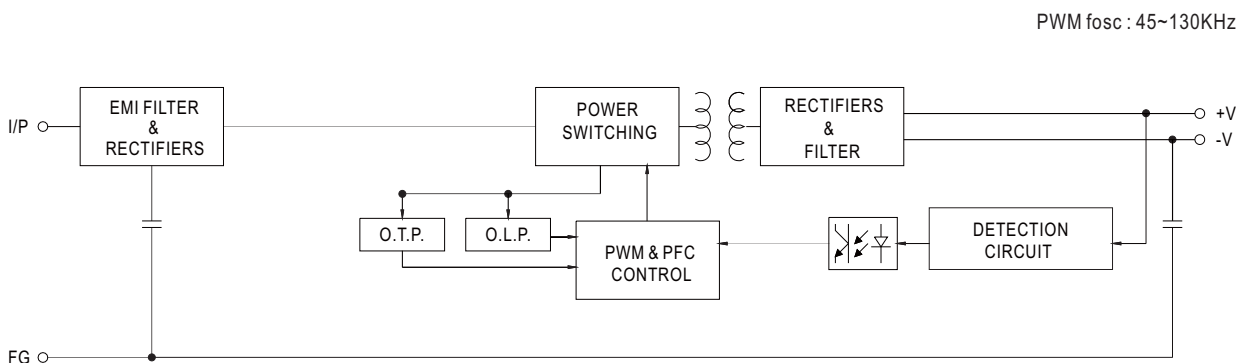 PWM fosc : 45~130KHz
EMI FILTER
&
RECTIFIERS
POWER
SWITCHING
RECTIFIERS
&
FILTER
I/P
+V
-V
O.T.P.
O.L.P.
PWM & PFC
CONTROL
DETECTION
CIRCUIT
FG